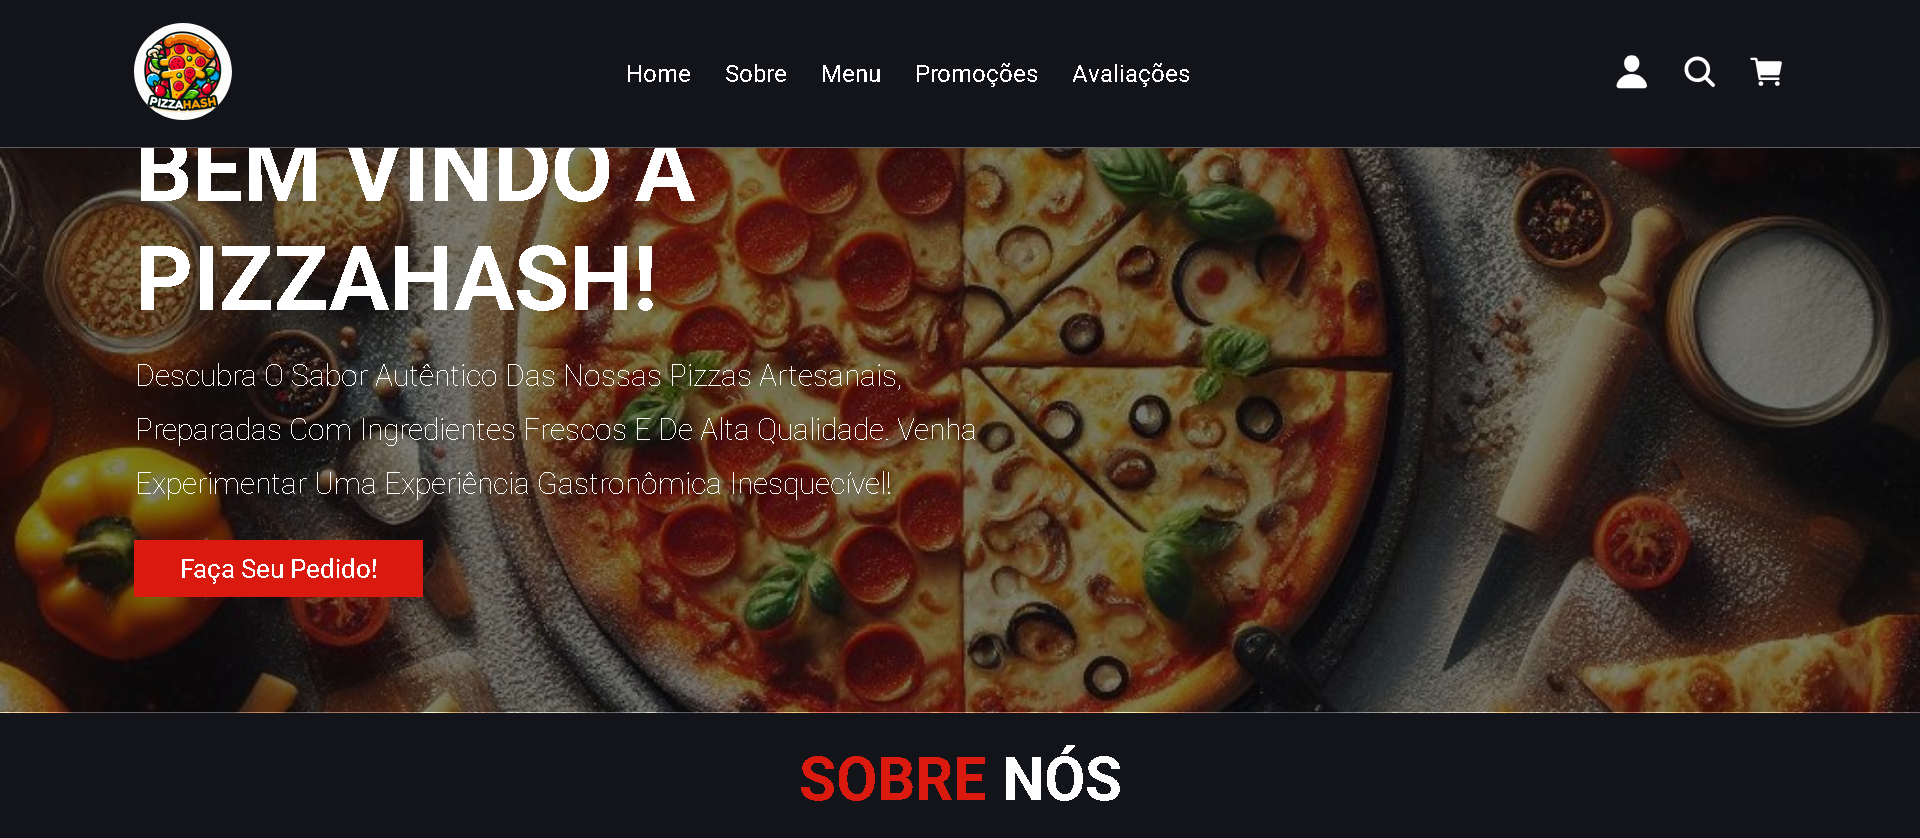 PIZZAHASH
Home Sobre Menu Promoções Avaliações
BEM VINDO A
PIZZAHASH!
Descubra O Sabor Autêntico Das Nossas Pizzas Artesanais,
Preparadas Com Ingredientes Frescos E De Alta Qualidade. Venha
Experimentar Uma Experiência Gastronômica Inesquecível!
Faça Seu Pedido!
SOBRE NÓS